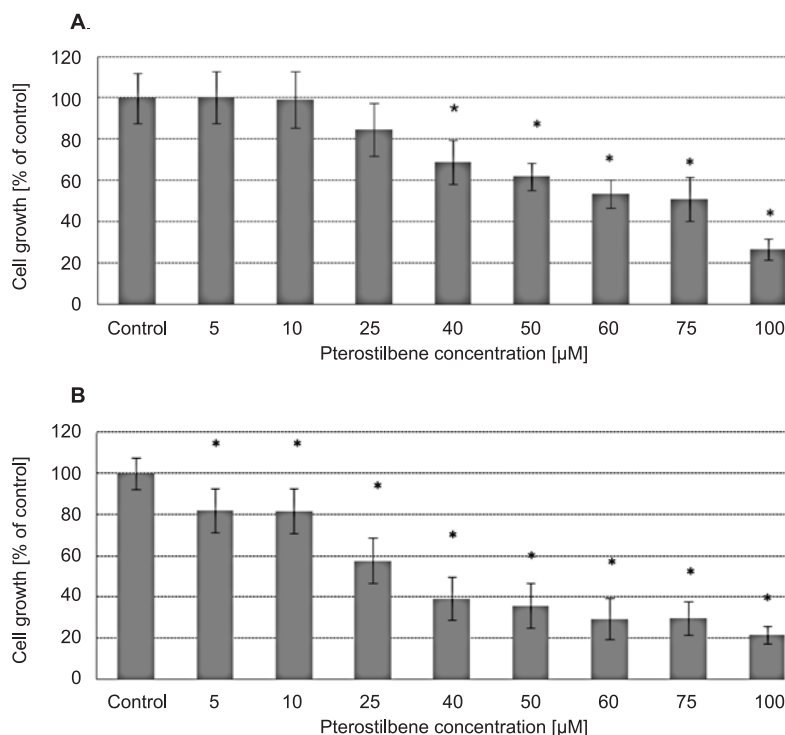 A.
Cell growth [% of control]
120
100
80
60
40
20
0
* * * * *
Control 5 10 25 40 50 60 75 100
Pterostilbene concentration [µM]
B
Cell growth [% of control]
120
100
80
60
40
20
0
* * * * * * * *
Control 5 10 25 40 50 60 75 100
Pterostilbene concentration [µM]